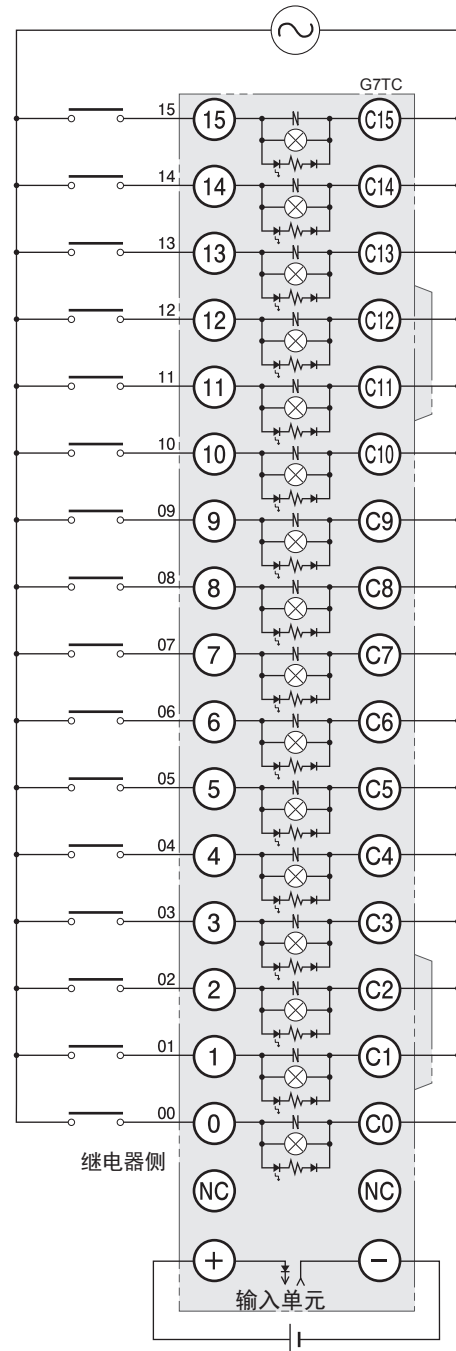 G7TC
15 15 N C15
14 14 N C14
13 13 N C13
12 12 N C12
11 11 N C11
10 10 N C10
09 9 N C9
08 8 N C8
07 7 N C7
06 6 N C6
05 5 N C5
04 4 N C4
03 3 N C3
02 2 N C2
01 1 N C1
00 0 N C0
继电器侧
NC NC
+ −
输入单元